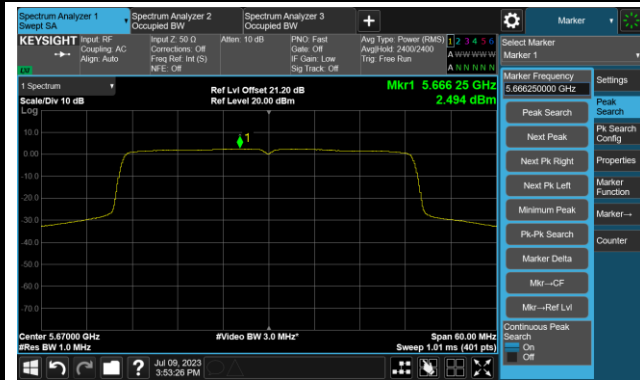 Spectrum Analyzer 1
Swept SA
Spectrum Analyzer 2
Occupied BW
Spectrum Analyzer 3
Occupied BW
Marker
KEYSIGHT
Input: RF
Coupling: AC
Align: Auto
Input Z: 50 Ω
Corrections: Off
Freq Ref: Int (S)
NFE: Off
Atten: 10 dB
PNO: Fast
Gate: Off
IF Gain: Low
Sig Track: Off
Avg Type: Power (RMS)
Avg|Hold: 2400/2400
Trig: Free Run
1 2 3 4 5 6
A W W W W W
A N N N N N
LW
Select Marker
Marker 1
1 Spectrum
Scale/Div 10 dB
Log
Ref Lvl Offset 21.20 dB
Ref Level 20.00 dBm
Mkr1 5.666 25 GHz
2.494 dBm
1
10.0
0.00
-10.0
-20.0
-30.0
-40.0
-50.0
-60.0
-70.0
Center 5.67000 GHz
#Res BW 1.0 MHz
#Video BW 3.0 MHz*
Span 60.00 MHz
Sweep 1.01 ms (401 pts)
Marker Frequency
5.666250000 GHz
Peak Search
Next Peak
Next Pk Right
Next Pk Left
Minimum Peak
Pk-Pk Search
Marker Delta
Mkr→CF
Mkr→Ref Lvl
Continuous Peak
Search
On
Off
Settings
Peak
Search
Pk Search
Config
Properties
Marker
Function
Marker→
Counter
?
Jul 09, 2023
3:53:26 PM